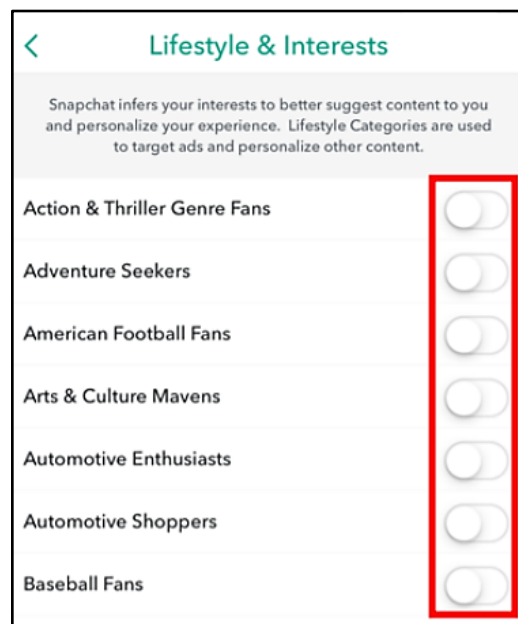 Lifestyle & Interests
Snapchat infers your interests to better suggest content to you
and personalize your experience. Lifestyle Categories are used
to target ads and personalize other content.
Action & Thriller Genre Fans
Adventure Seekers
American Football Fans
Arts & Culture Mavens
Automotive Enthusiasts
Automotive Shoppers
Baseball Fans